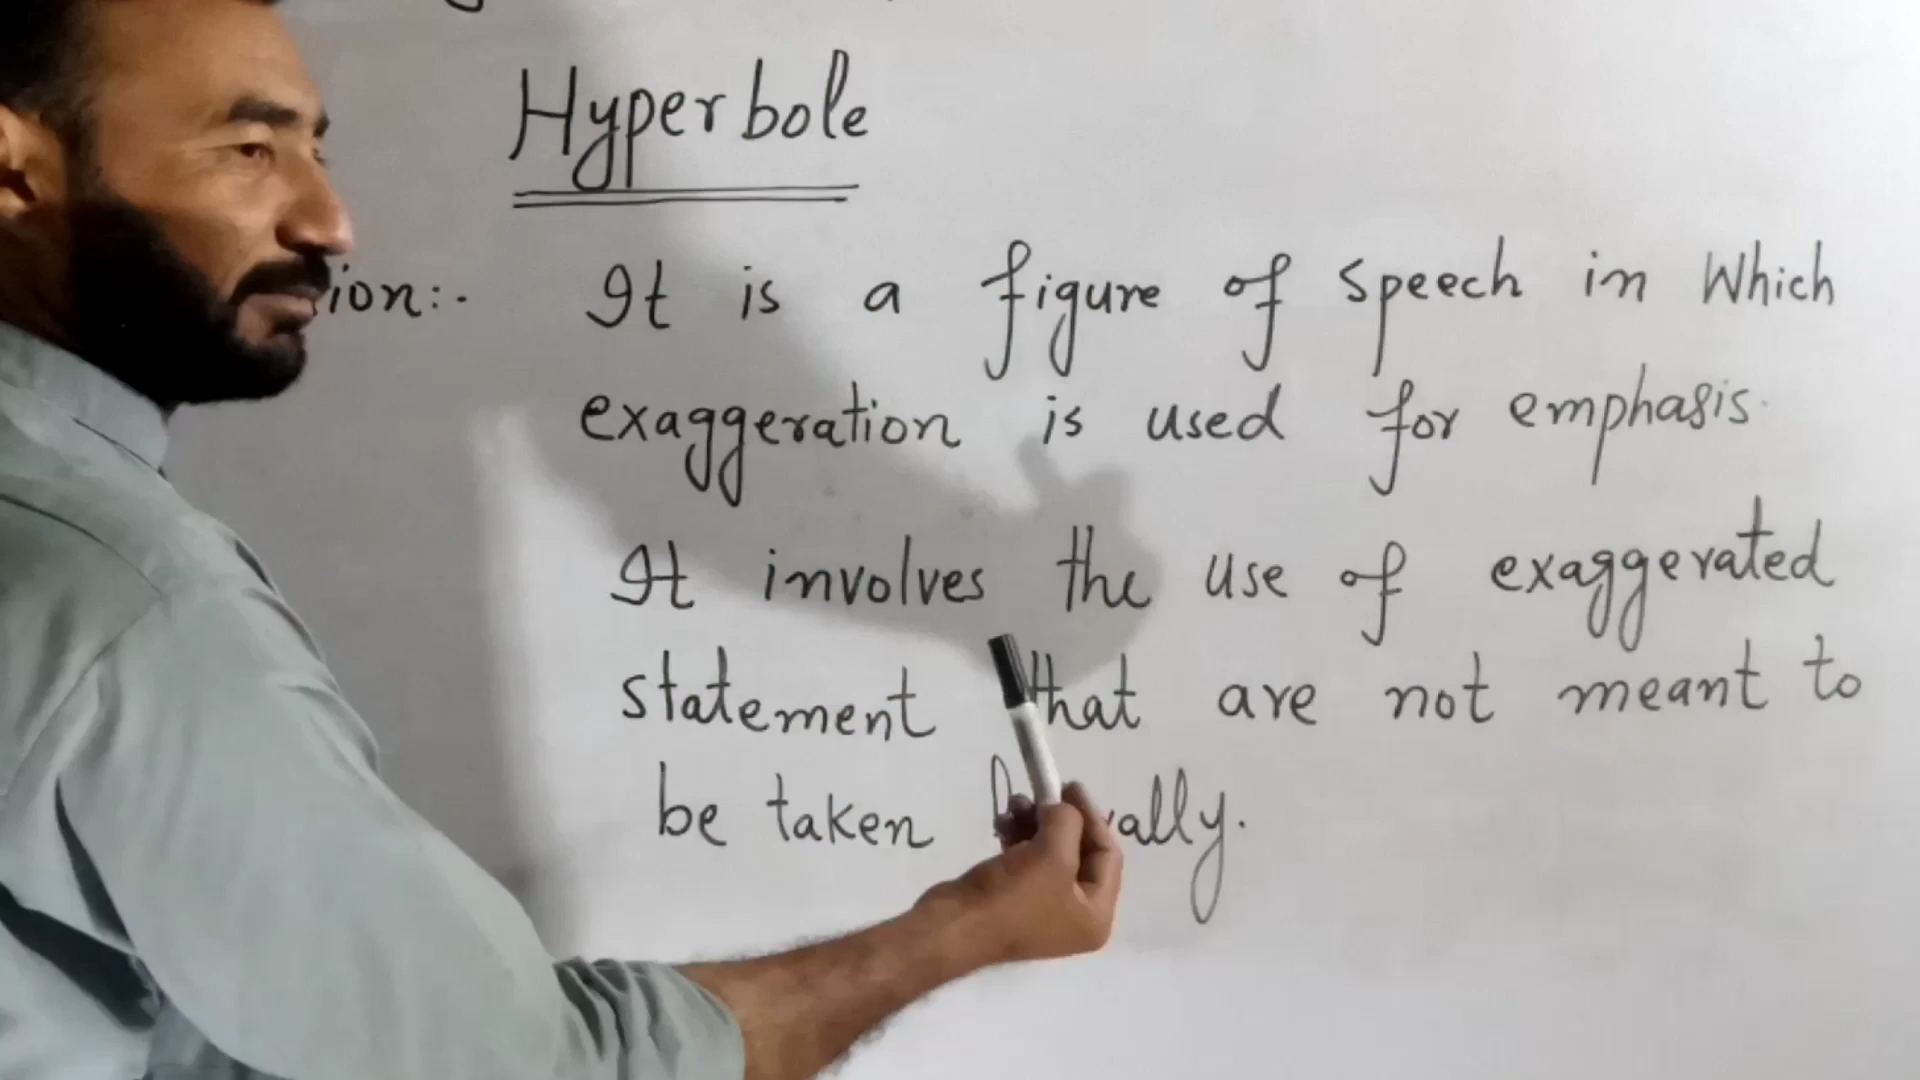 Hyperbole
ion:- It is a figure of speech in which
exaggeration is used for emphasis.
It involves the use of exaggerated
statement that are not meant to
be taken ally.